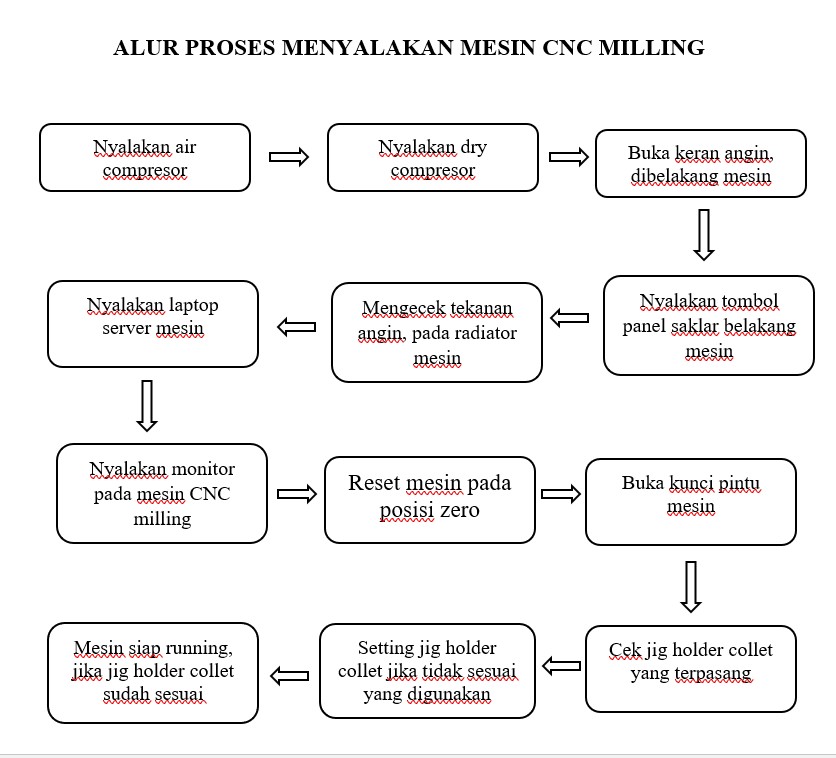 ALUR PROSES MENYALAKAN MESIN CNC MILLING
Nyalakan air
compresor
Nyalakan dry
compresor
Buka keran angin,
dibelakang mesin
Nyalakan tombol
panel saklar belakang
mesin
Mengecek tekanan
angin, pada radiator
mesin
Nyalakan laptop
server mesin
Nyalakan monitor
pada mesin CNC
milling
Reset mesin pada
posisi zero
Buka kunci pintu
mesin
Cek jig holder collet
yang terpasang
Setting jig holder
collet jika tidak sesuai
yang digunakan
Mesin siap running,
jika jig holder collet
sudah sesuai